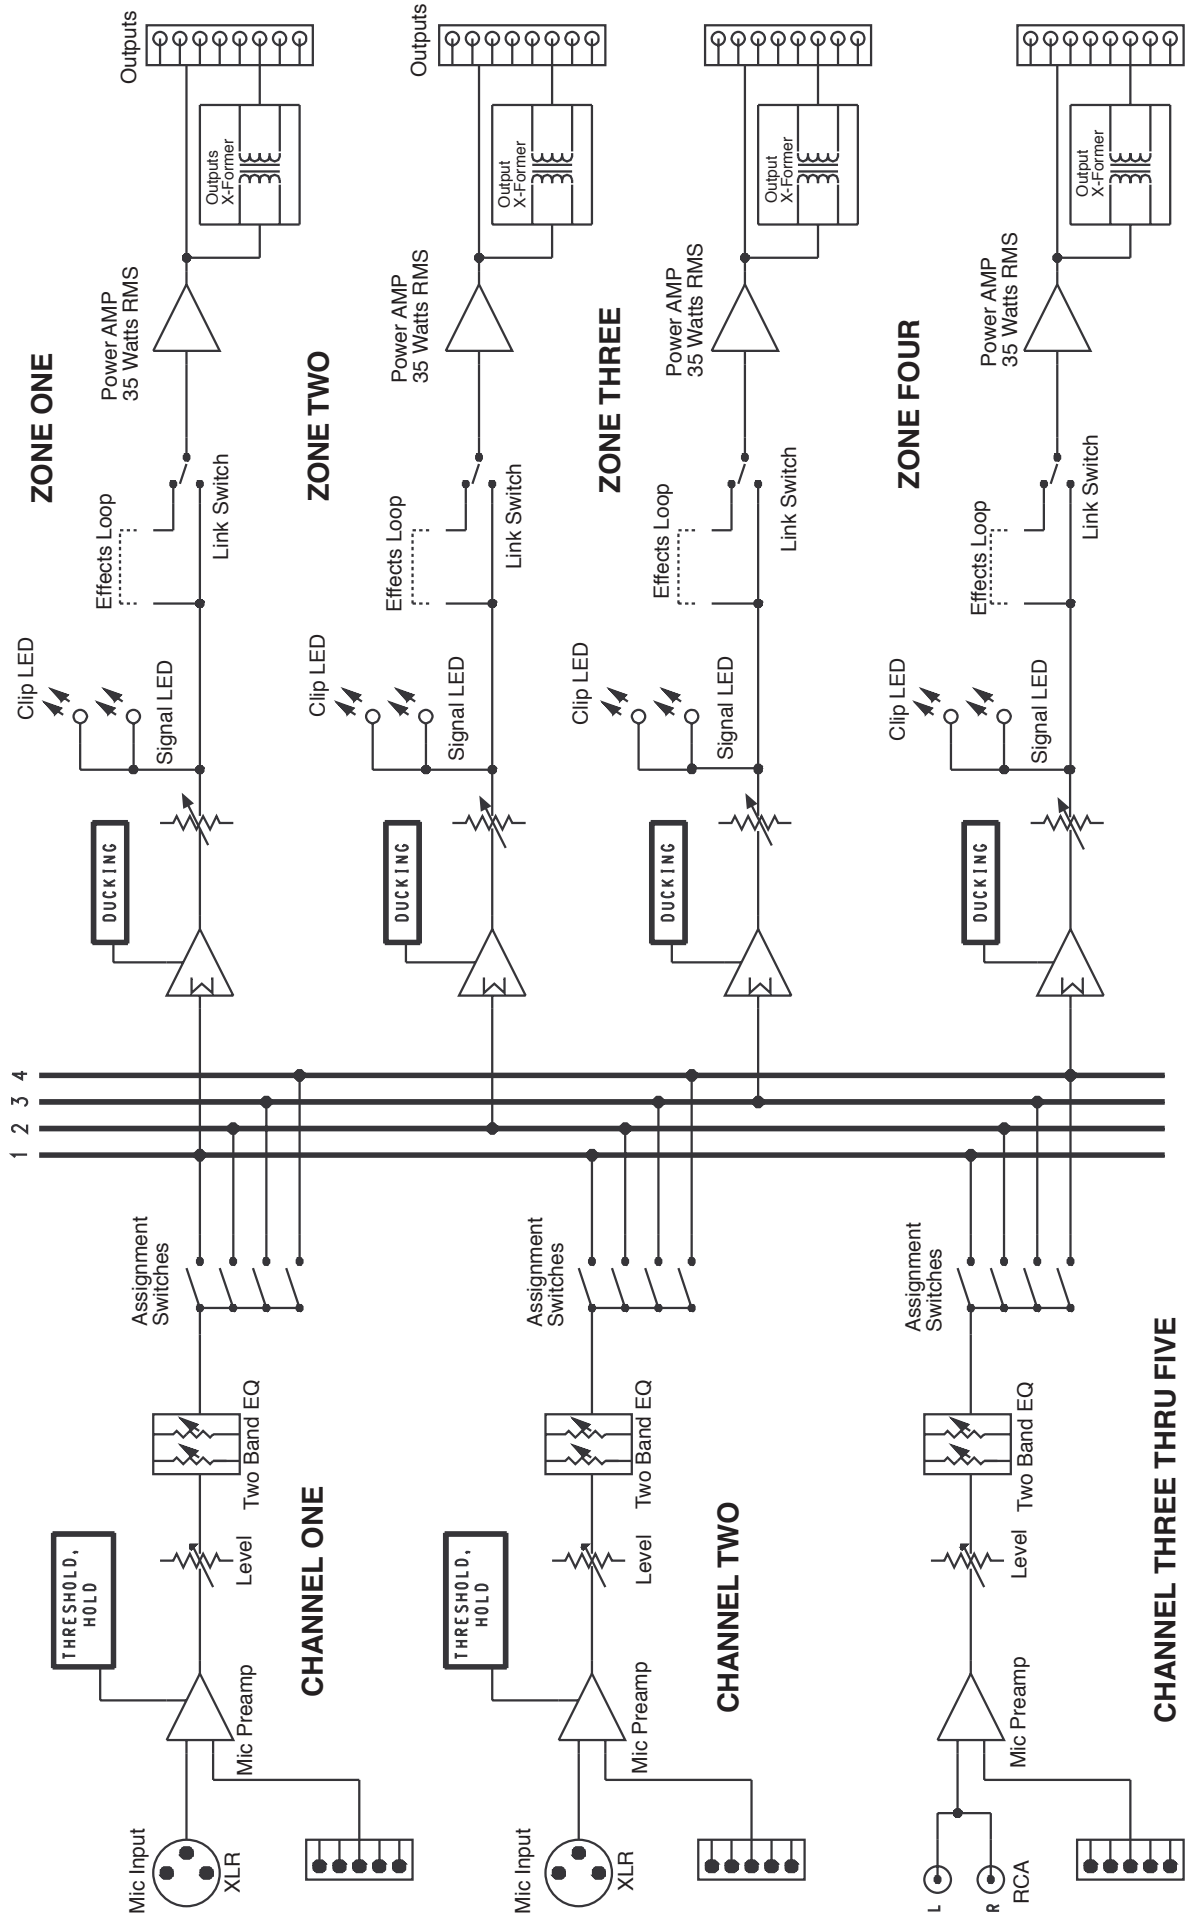 Mic Input
XLR
THRESHOLD,
HOLD
Mic Preamp
Level
Two Band EQ
CHANNEL ONE
Assignment
Switches
Mic Input
XLR
THRESHOLD,
HOLD
Mic Preamp
Level
Two Band EQ
CHANNEL TWO
Assignment
Switches
L
R
RCA
Mic Preamp
Level
Two Band EQ
CHANNEL THREE THRU FIVE
Assignment
Switches
1
2
3
4
ZONE ONE
DUCKING
Clip LED
Signal LED
Effects Loop
Link Switch
Power AMP
35 Watts RMS
Outputs
X-Former
Outputs
ZONE TWO
DUCKING
Clip LED
Signal LED
Effects Loop
Link Switch
Power AMP
35 Watts RMS
Output
X-Former
Outputs
ZONE THREE
DUCKING
Clip LED
Signal LED
Effects Loop
Link Switch
Power AMP
35 Watts RMS
Output
X-Former
ZONE FOUR
DUCKING
Clip LED
Signal LED
Effects Loop
Link Switch
Power AMP
35 Watts RMS
Output
X-Former